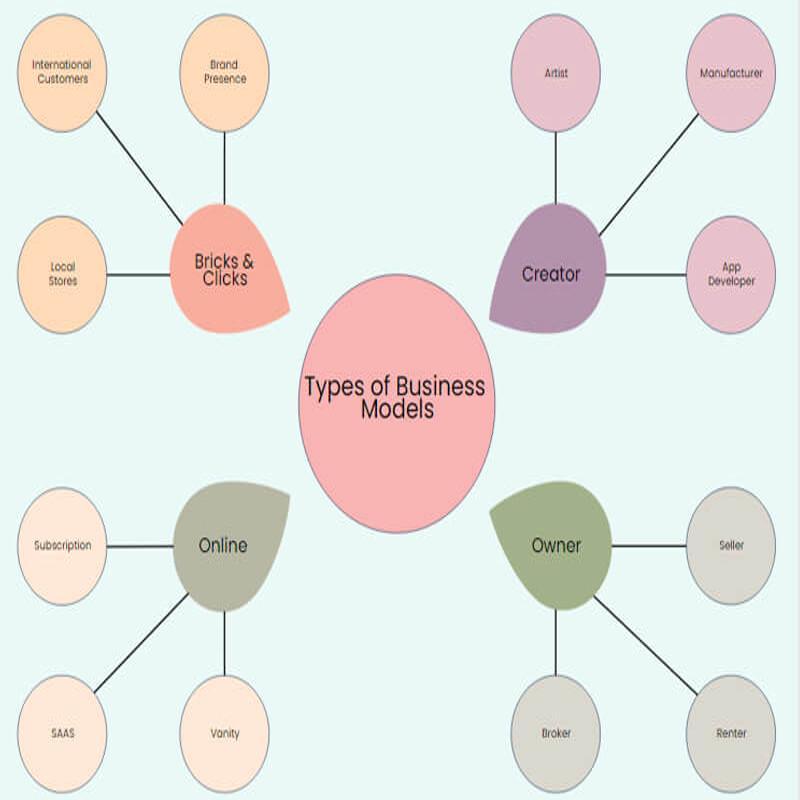 International
Customers
Brand
Presence
Artist
Manufacturer
Local
Stores
Bricks &
Clicks
Creator
App
Developer
Types of Business
Models
Subscription
Online
Owner
Seller
SAAS
Vanity
Broker
Renter